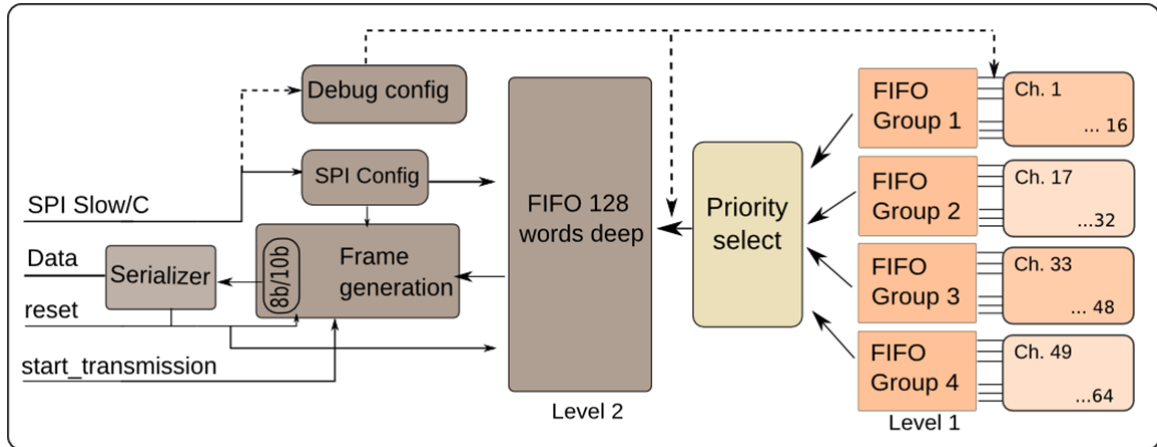 Debug config
SPI Config
SPI Slow/C
Data
reset
start_transmission
Serializer
8b/10b
Frame
generation
FIFO 128
words deep
Level 2
Priority
select
FIFO
Group 1
Ch. 1
... 16
FIFO
Group 2
Ch. 17
...32
FIFO
Group 3
Ch. 33
... 48
FIFO
Group 4
Ch. 49
...64
Level 1